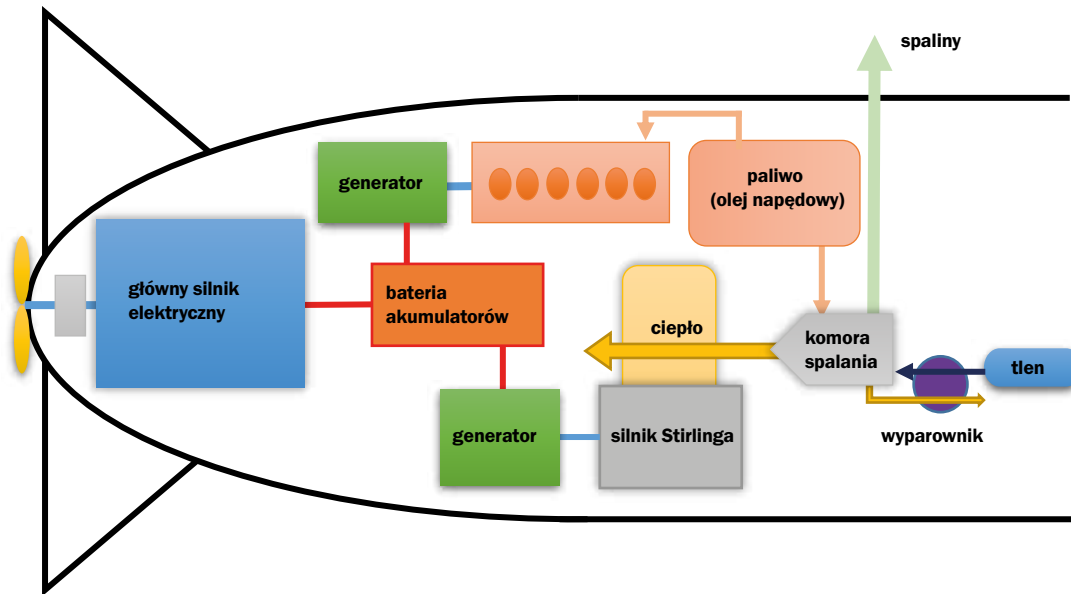 spaliny
generator
paliwo
(olej napędowy)
główny silnik
elektryczny
bateria
akumulatorów
ciepło
komora
spalania
tlen
generator
silnik Stirlinga
wyparownik